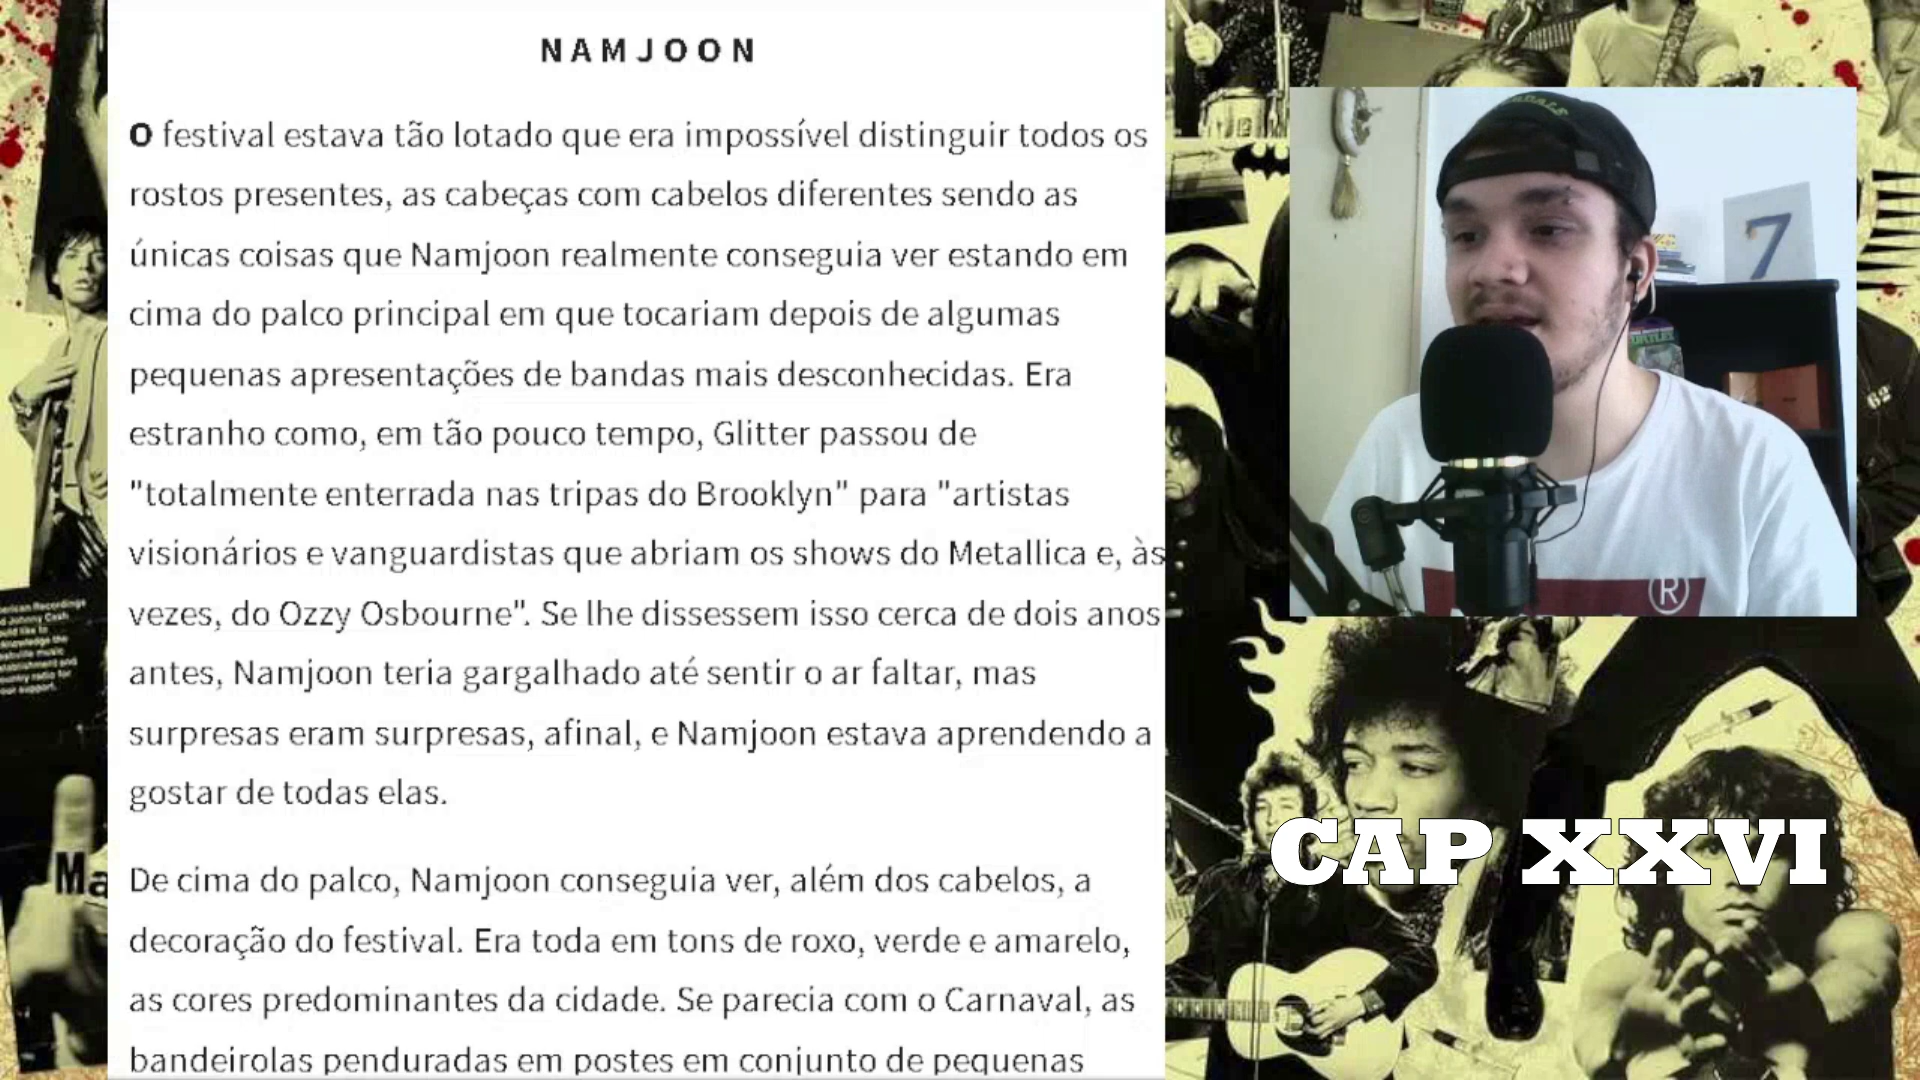 NAMJOON
O festival estava tão lotado que era impossível distinguir todos os
rostos presentes, as cabeças com cabelos diferentes sendo as
únicas coisas que Namjoon realmente conseguia ver estando em
cima do palco principal em que tocariam depois de algumas
pequenas apresentações de bandas mais desconhecidas. Era
estranho como, em tão pouco tempo, Glitter passou de
"totalmente enterrada nas tripas do Brooklyn" para "artistas
visionários e vanguardistas que abriam os shows do Metallica e, às
vezes, do Ozzy Osbourne". Se lhe dissessem isso cerca de dois anos
antes, Namjoon teria gargalhado até sentir o ar faltar, mas
surpresas eram surpresas, afinal, e Namjoon estava aprendendo a
gostar de todas elas.
De cima do palco, Namjoon conseguia ver, além dos cabelos, a
decoração do festival. Era toda em tons de roxo, verde e amarelo,
as cores predominantes da cidade. Se parecia com o Carnaval, as
bandeirolas penduradas em postes em conjunto de pequenas
7
®
CAP XXVI
Ma